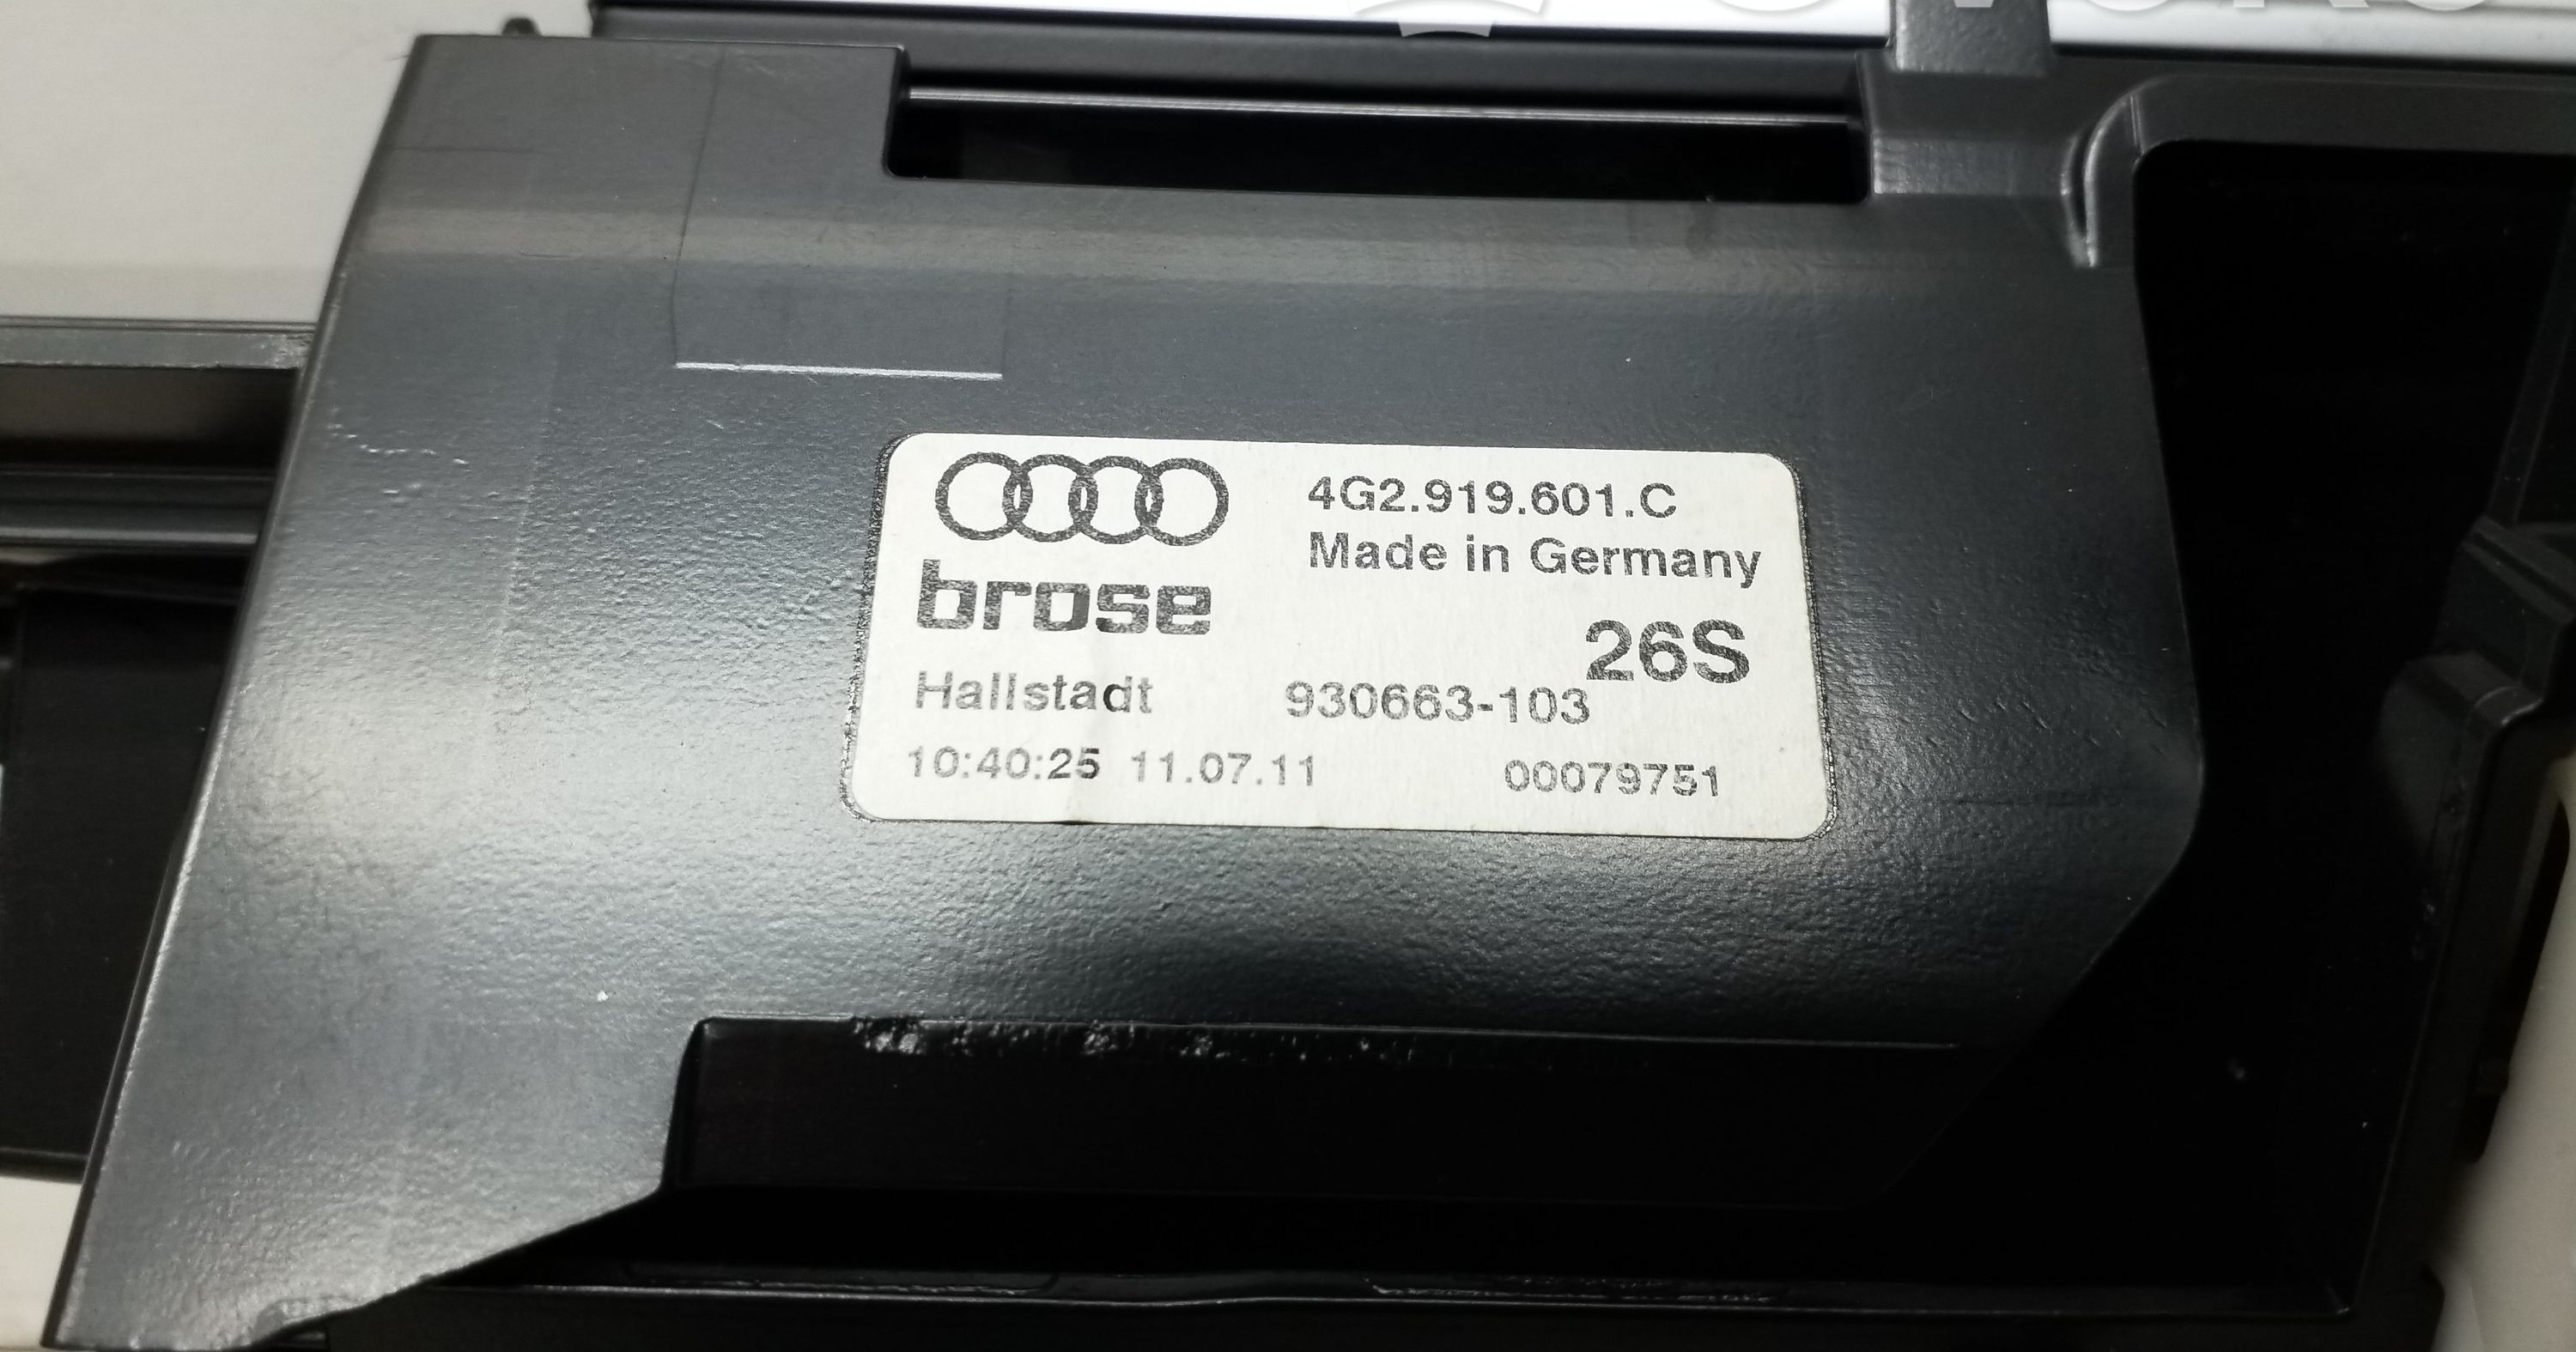 4G2.919.601.C
Made in Germany
brose
26S
Hallstadt 930663-103
10:40:25 11.07.11 00079751